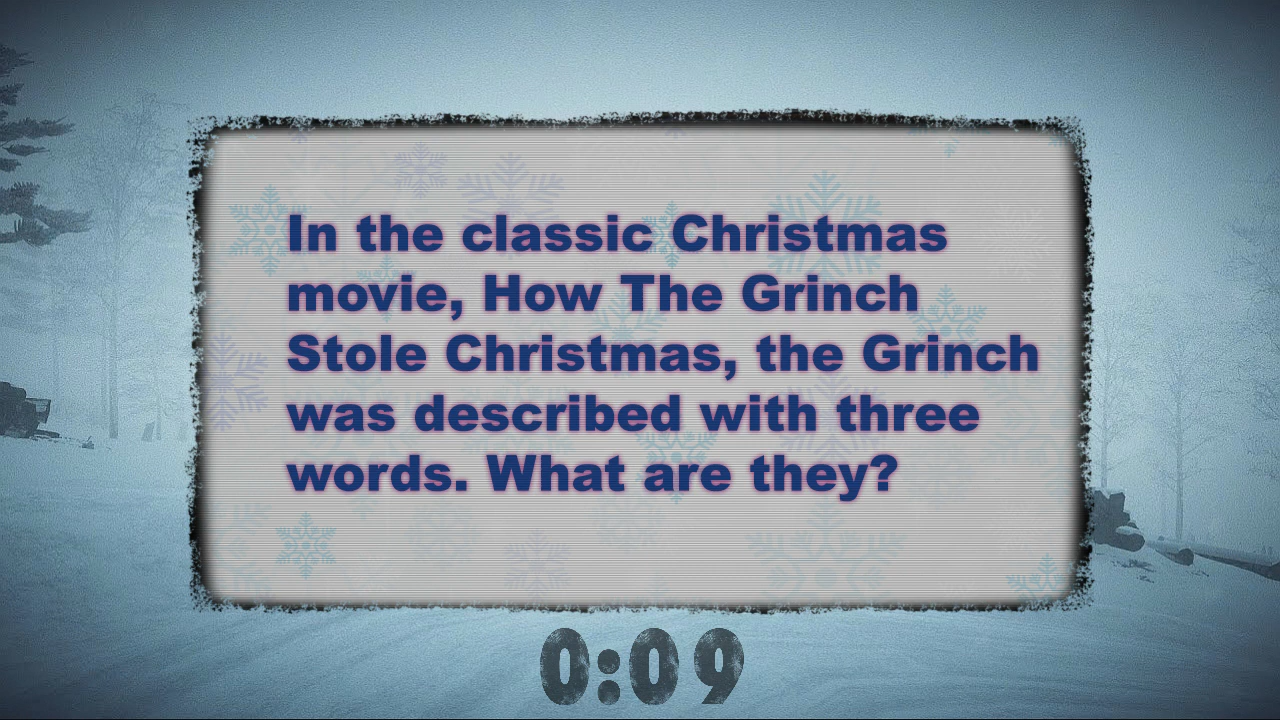 In the classic Christmas
movie, How The Grinch
Stole Christmas, the Grinch
was described with three
words. What are they?
0:09